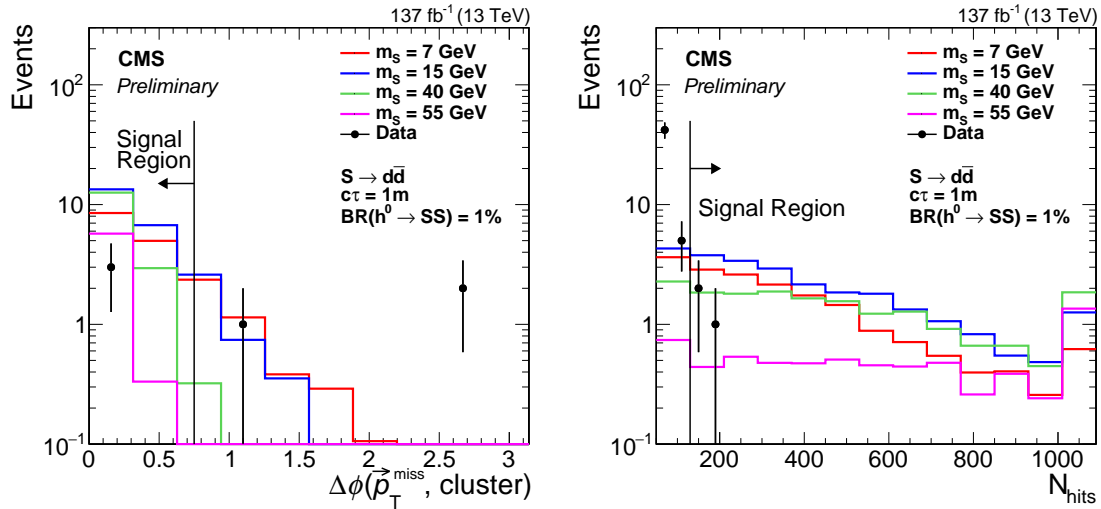 137 fb⁻¹ (13 TeV)
Events
CMS
Preliminary
m_S = 7 GeV
m_S = 15 GeV
m_S = 40 GeV
m_S = 55 GeV
Data
Signal
Region
S → dd̅
cτ = 1m
BR(h⁰ → SS) = 1%
10²
10
1
10⁻¹
0 0.5 1 1.5 2 2.5 3
Δϕ(p⃗_T^miss, cluster)
137 fb⁻¹ (13 TeV)
Events
CMS
Preliminary
m_S = 7 GeV
m_S = 15 GeV
m_S = 40 GeV
m_S = 55 GeV
Data
S → dd̅
cτ = 1m
BR(h⁰ → SS) = 1%
Signal Region
10²
10
1
10⁻¹
200 400 600 800 1000
N_hits